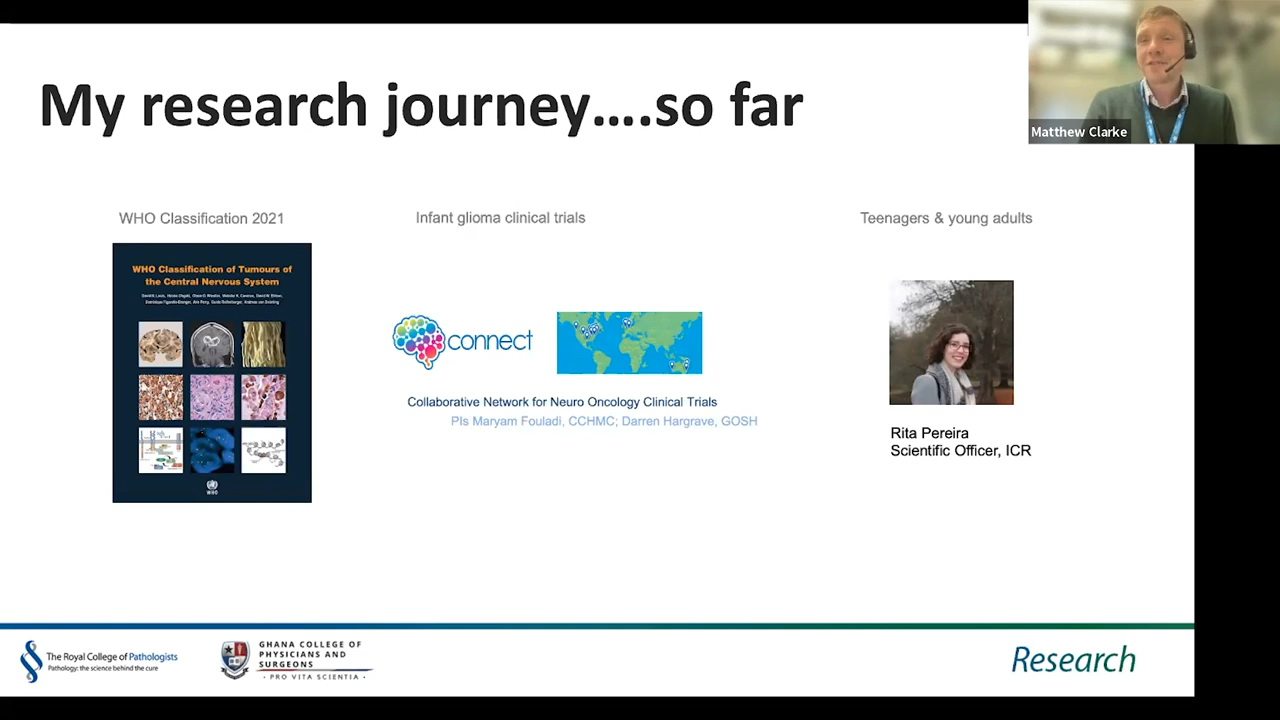 My research journey....so far
Matthew Clarke
WHO Classification 2021
Infant glioma clinical trials
Teenagers & young adults
WHO Classification of Tumours of
the Central Nervous System
WHO
connect
Collaborative Network for Neuro Oncology Clinical Trials
PIs Maryam Fouladi, CCHMC; Darren Hargrave, GOSH
Rita Pereira
Scientific Officer, ICR
The Royal College of Pathologists
Pathology: the science behind the cure
GHANA COLLEGE OF
PHYSICIANS AND
SURGEONS
· PRO VITA SCIENTIA ·
Research